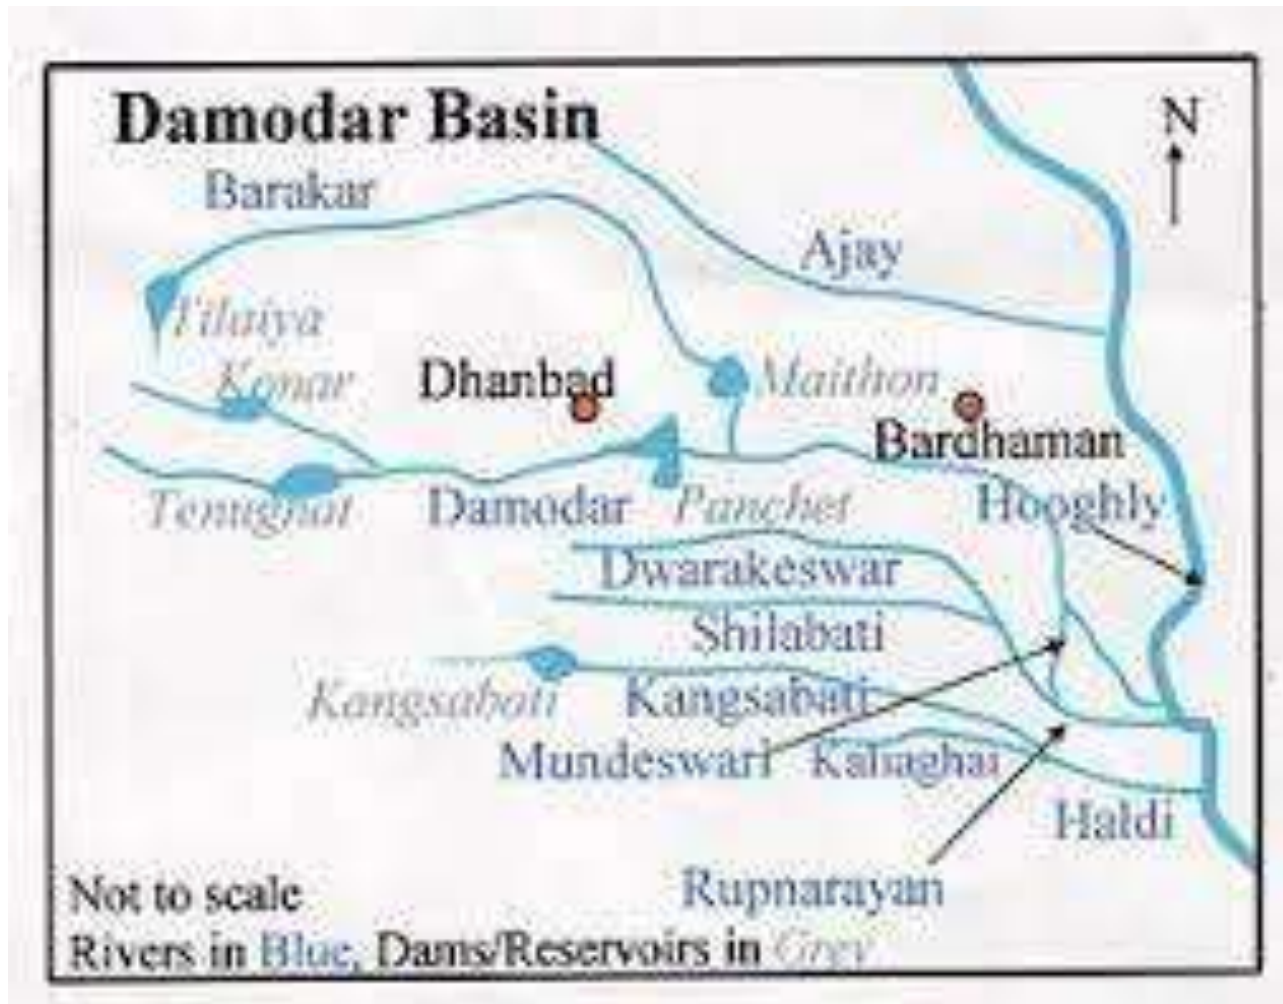 Damodar Basin
N
Barakar
Ajay
Tilaiya
Konar
Dhanbad
Maithon
Bardhaman
Tenughat
Damodar
Panchet
Hooghly
Dwarakeswar
Shilabati
Kangsabati
Kangsabati
Mundeswari
Kaliaghai
Haldi
Rupnarayan
Not to scale
Rivers in Blue, Dams/Reservoirs in Grey